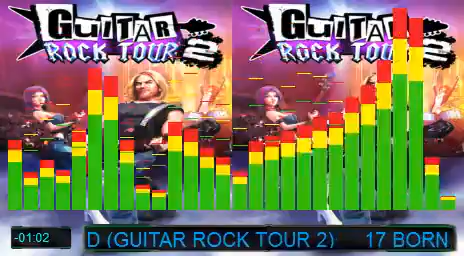 GUITAR GUITAR
ROCK TOUR 2 ROCK TOUR 2
-01:02 D (GUITAR ROCK TOUR 2) 17 BORN